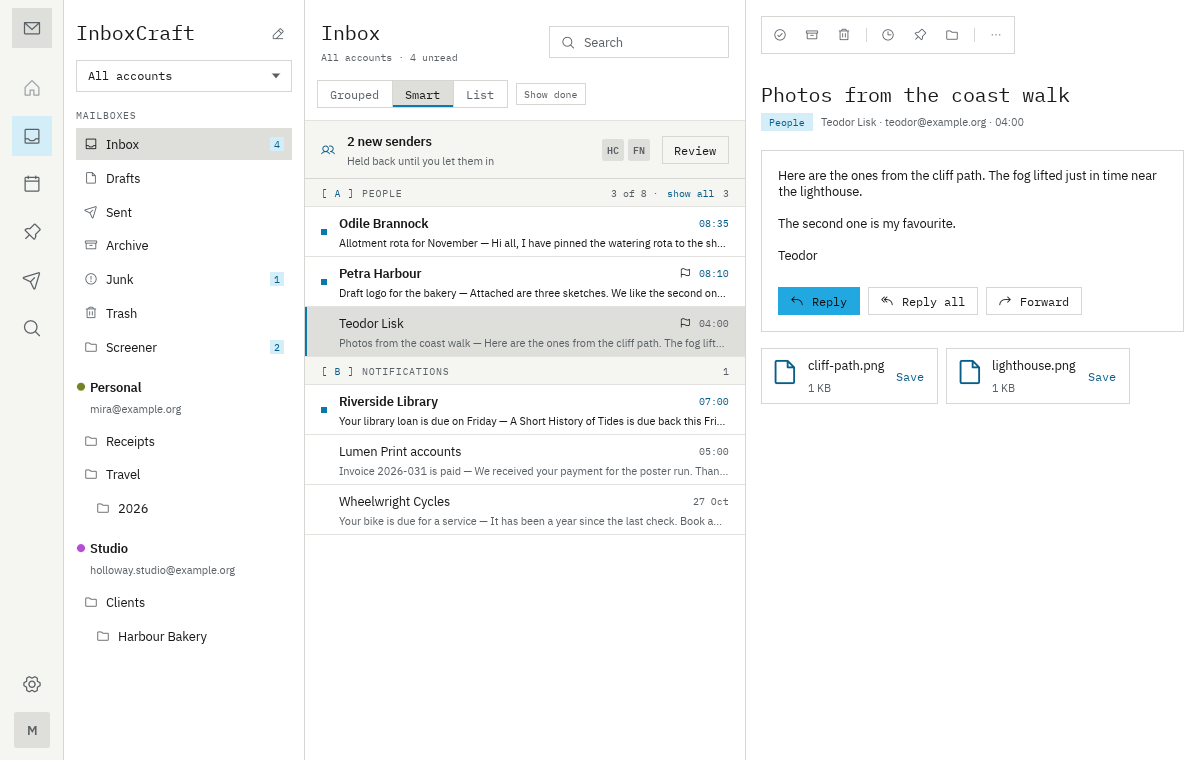 InboxCraft
All accounts
MAILBOXES
Inbox 4
Drafts
Sent
Archive
Junk 1
Trash
Screener 2
Personal
mira@example.org
Receipts
Travel
2026
Studio
holloway.studio@example.org
Clients
Harbour Bakery
M
Inbox
All accounts · 4 unread
Search
Grouped Smart List Show done
2 new senders
Held back until you let them in
HC FN Review
[ A ] PEOPLE 3 of 8 · show all 3
Odile Brannock 08:35
Allotment rota for November — Hi all, I have pinned the watering rota to the sh…
Petra Harbour 08:10
Draft logo for the bakery — Attached are three sketches. We like the second on…
Teodor Lisk 04:00
Photos from the coast walk — Here are the ones from the cliff path. The fog lift…
[ B ] NOTIFICATIONS 1
Riverside Library 07:00
Your library loan is due on Friday — A Short History of Tides is due back this Fri…
Lumen Print accounts 05:00
Invoice 2026-031 is paid — We received your payment for the poster run. Than…
Wheelwright Cycles 27 Oct
Your bike is due for a service — It has been a year since the last check. Book a…
Photos from the coast walk
People Teodor Lisk · teodor@example.org · 04:00
Here are the ones from the cliff path. The fog lifted just in time near
the lighthouse.
The second one is my favourite.
Teodor
Reply Reply all Forward
cliff-path.png
1 KB
Save
lighthouse.png
1 KB
Save